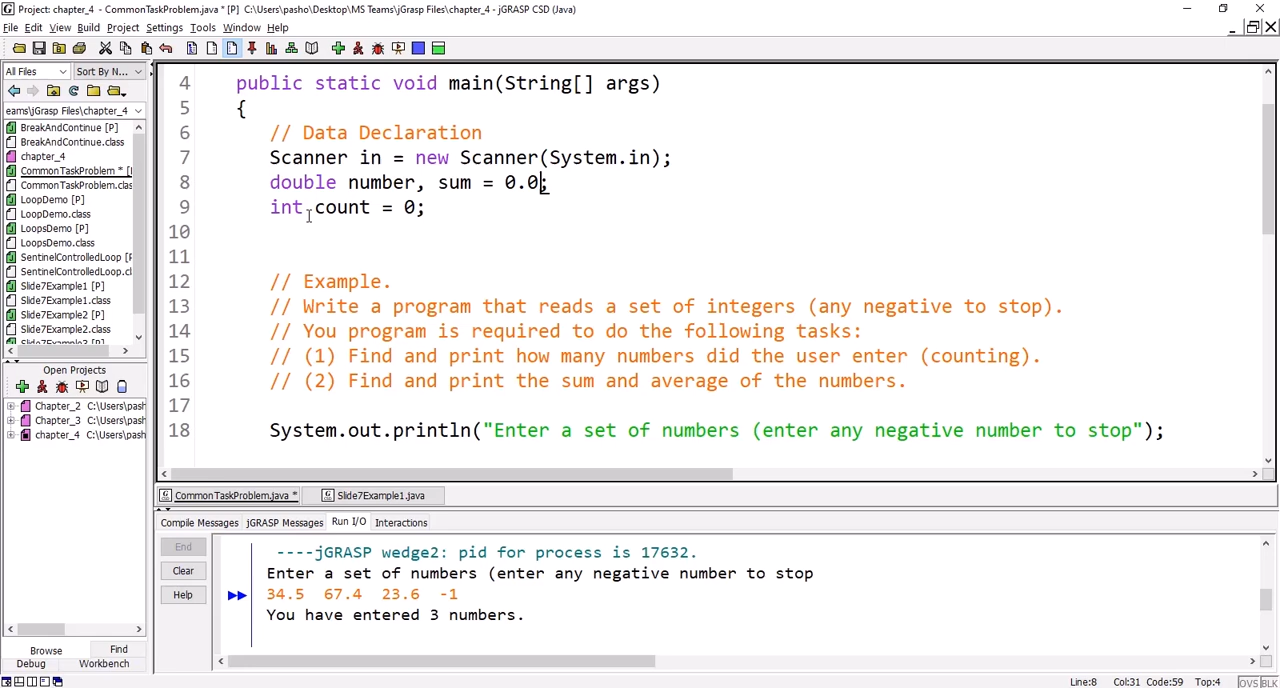 Project: chapter_4 - CommonTaskProblem.java * [P] C:\Users\pasho\Desktop\MS Teams\jGrasp Files\chapter_4 - jGRASP CSD (Java)
File Edit View Build Project Settings Tools Window Help
All Files Sort By N...
eams\jGrasp Files\chapter_4
BreakAndContinue [P]
BreakAndContinue.class
chapter_4
CommonTaskProblem * [
CommonTaskProblem.clas
LoopDemo [P]
LoopDemo.class
LoopsDemo [P]
LoopsDemo.class
SentinelControlledLoop [F
SentinelControlledLoop.cl
Slide7Example1 [P]
Slide7Example1.class
Slide7Example2 [P]
Slide7Example2.class
Slide7Example3 [P]
Open Projects
Chapter_2 C:\Users\pash
Chapter_3 C:\Users\pash
chapter_4 C:\Users\pash
Browse Find
Debug Workbench
4 public static void main(String[] args)
5 {
6 // Data Declaration
7 Scanner in = new Scanner(System.in);
8 double number, sum = 0.0;
9 int count = 0;
10
11
12 // Example.
13 // Write a program that reads a set of integers (any negative to stop).
14 // You program is required to do the following tasks:
15 // (1) Find and print how many numbers did the user enter (counting).
16 // (2) Find and print the sum and average of the numbers.
17
18 System.out.println("Enter a set of numbers (enter any negative number to stop");
CommonTaskProblem.java * Slide7Example1.java
Compile Messages jGRASP Messages Run I/O Interactions
End
Clear
Help
----jGRASP wedge2: pid for process is 17632.
Enter a set of numbers (enter any negative number to stop
34.5 67.4 23.6 -1
You have entered 3 numbers.
Line:8 Col:31 Code:59 Top:4 OVS BLK